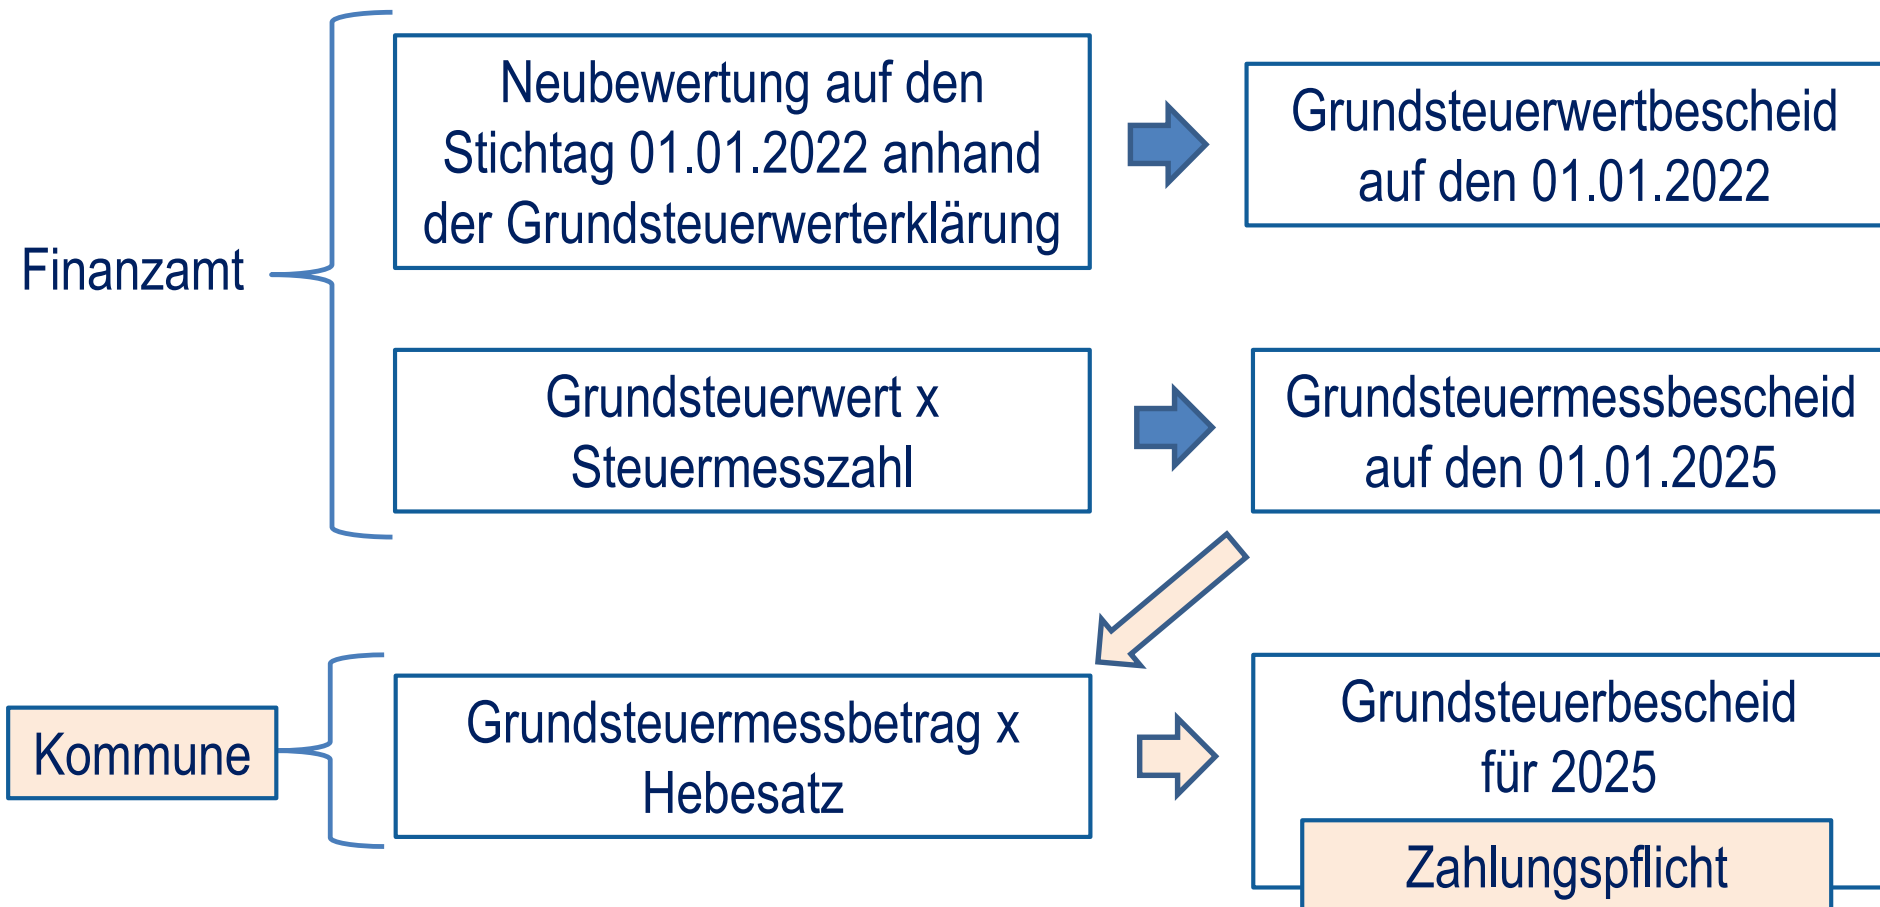 Finanzamt
Neubewertung auf den
Stichtag 01.01.2022 anhand
der Grundsteuerwerterklärung
Grundsteuerwertbescheid
auf den 01.01.2022
Grundsteuerwert x
Steuermesszahl
Grundsteuermessbescheid
auf den 01.01.2025
Kommune
Grundsteuermessbetrag x
Hebesatz
Grundsteuerbescheid
für 2025
Zahlungspflicht